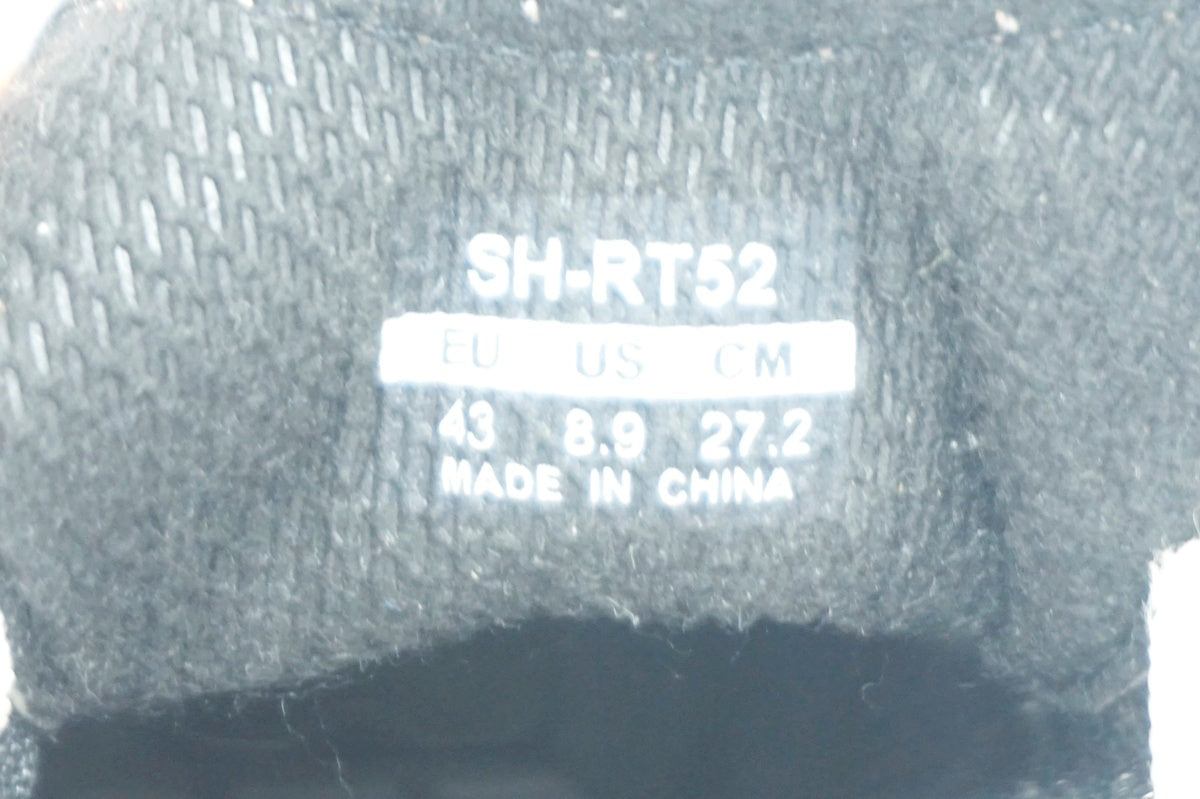 SH-RT52
EU US CM
43 8.9 27.2
MADE IN CHINA